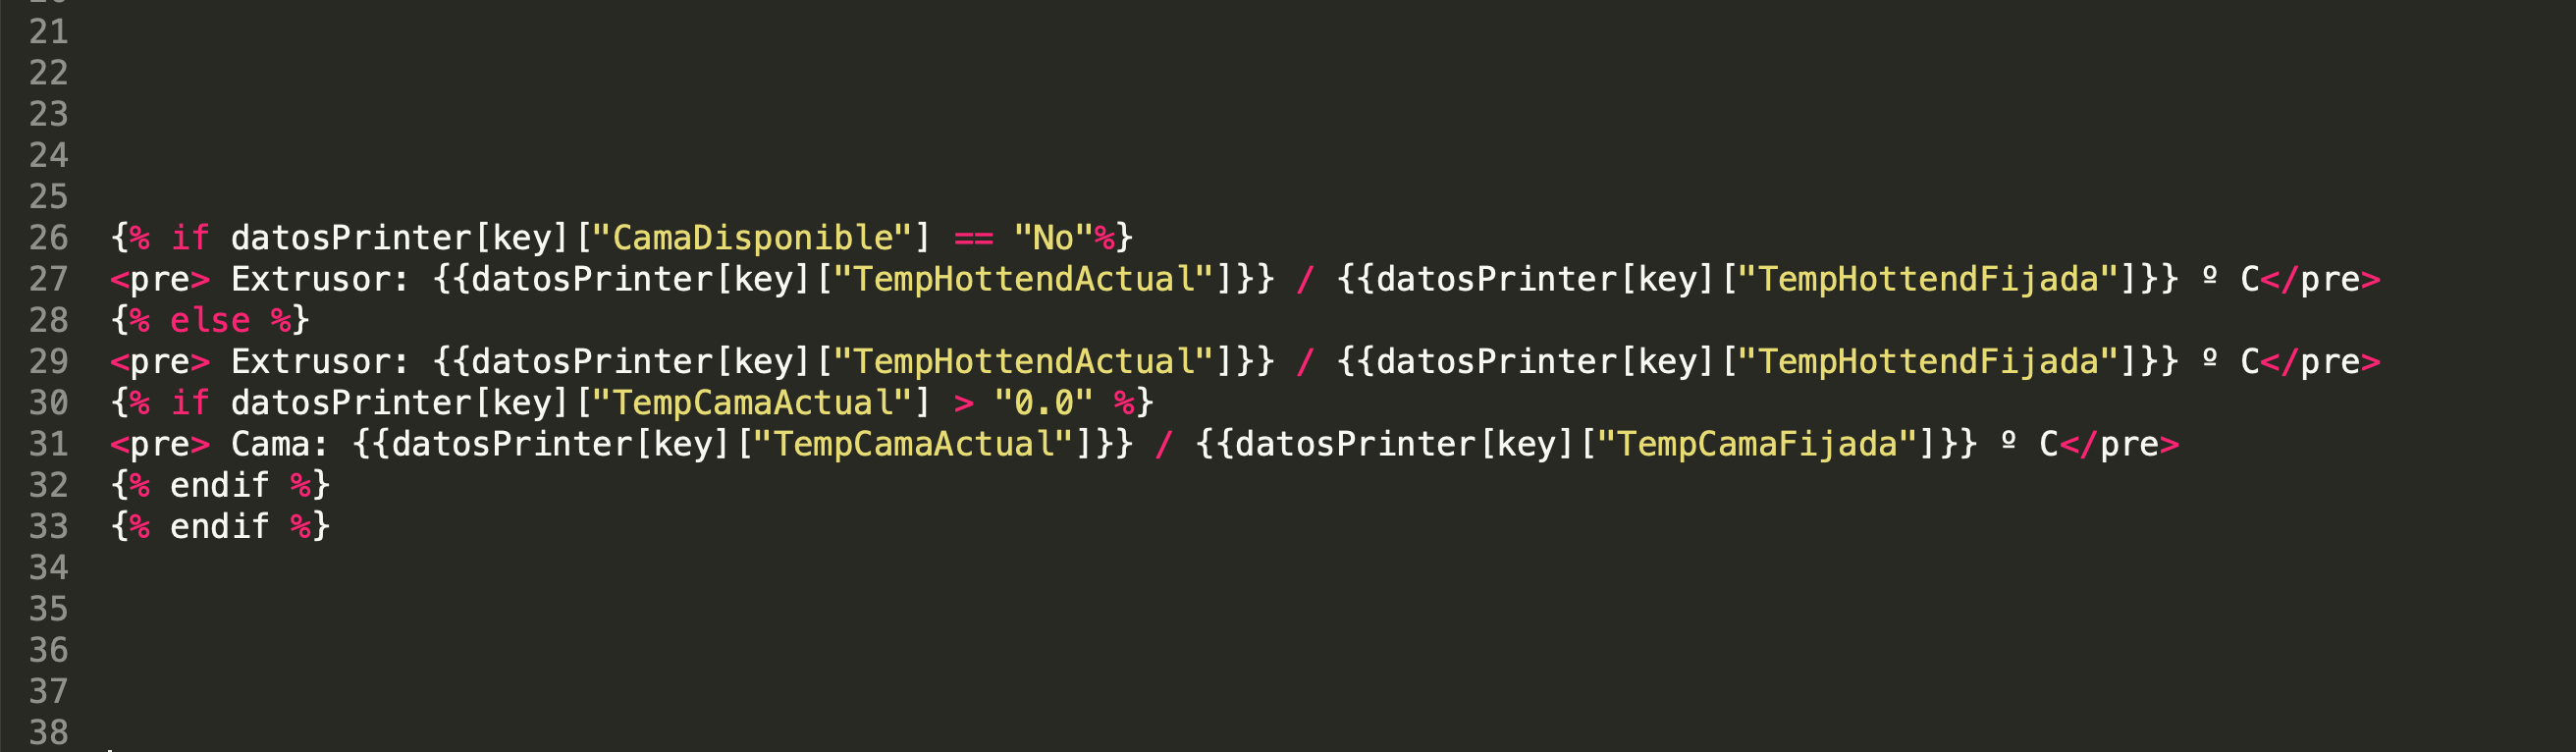 21
22
23
24
25
26 {% if datosPrinter[key]["CamaDisponible"] == "No"%}
27 <pre> Extrusor: {{datosPrinter[key]["TempHottendActual"]}} / {{datosPrinter[key]["TempHottendFijada"]}} º C</pre>
28 {% else %}
29 <pre> Extrusor: {{datosPrinter[key]["TempHottendActual"]}} / {{datosPrinter[key]["TempHottendFijada"]}} º C</pre>
30 {% if datosPrinter[key]["TempCamaActual"] > "0.0" %}
31 <pre> Cama: {{datosPrinter[key]["TempCamaActual"]}} / {{datosPrinter[key]["TempCamaFijada"]}} º C</pre>
32 {% endif %}
33 {% endif %}
34
35
36
37
38